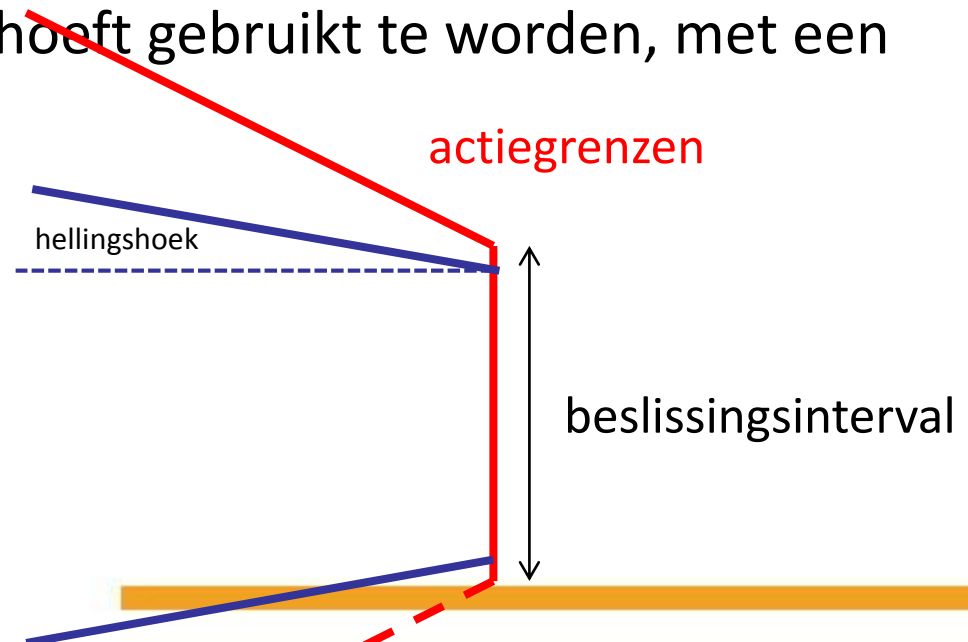 hoeft gebruikt te worden, met een
actiegrenzen
hellingshoek
beslissingsinterval